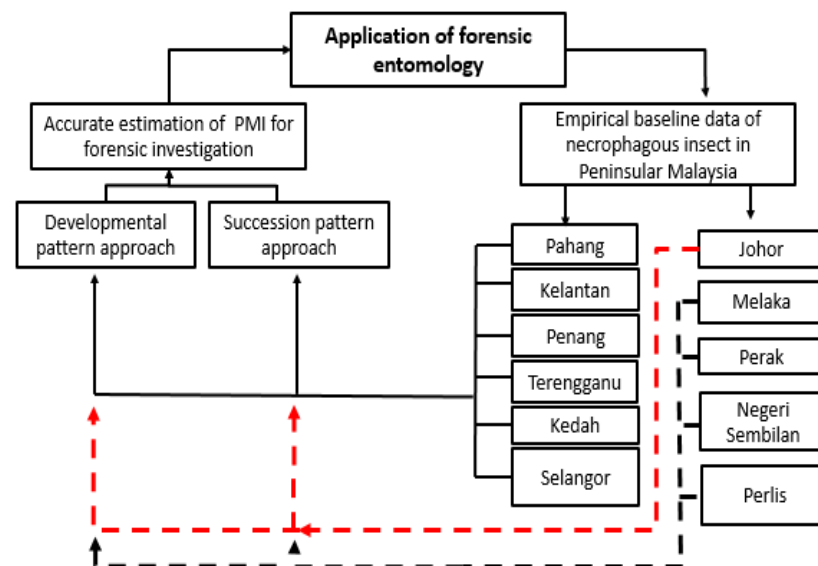 Application of forensic
entomology
Accurate estimation of PMI for
forensic investigation
Empirical baseline data of
necrophagous insect in
Peninsular Malaysia
Developmental
pattern approach
Succession pattern
approach
Pahang
Kelantan
Penang
Terengganu
Kedah
Selangor
Johor
Melaka
Perak
Negeri
Sembilan
Perlis